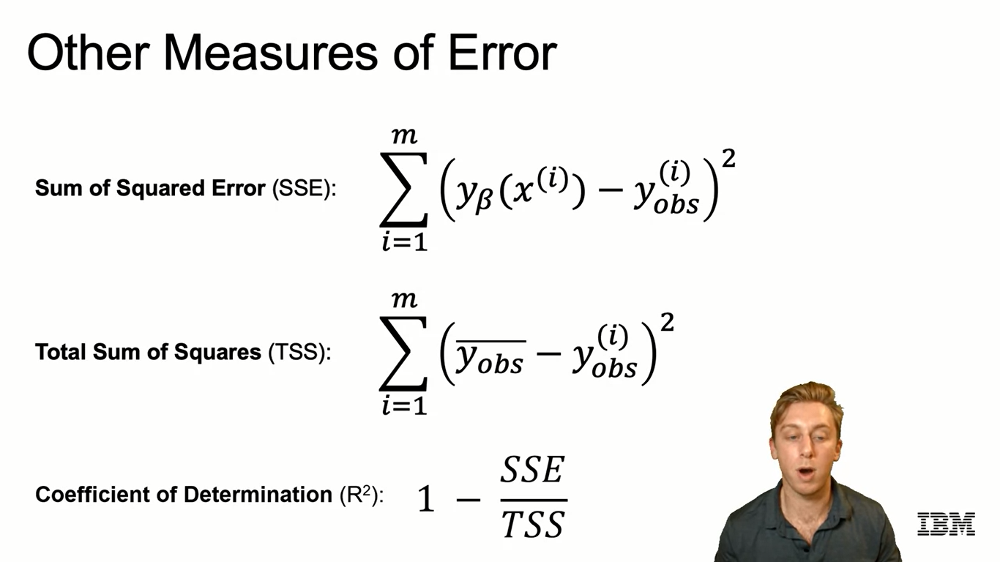 Other Measures of Error
Sum of Squared Error (SSE): $\sum_{i=1}^{m} \left( y_\beta(x^{(i)}) - y_{obs}^{(i)} \right)^2$
Total Sum of Squares (TSS): $\sum_{i=1}^{m} \left( \overline{y_{obs}} - y_{obs}^{(i)} \right)^2$
Coefficient of Determination (R²): $1 - \frac{SSE}{TSS}$
IBM